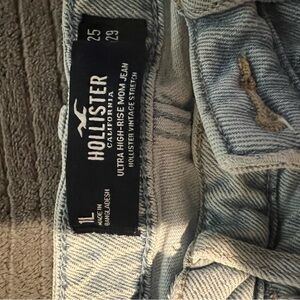 25
29
HOLLISTER
CALIFORNIA
ULTRA HIGH-RISE MOM JEAN
HOLLISTER VINTAGE STRETCH
1L
MADE IN
BANGLADESH